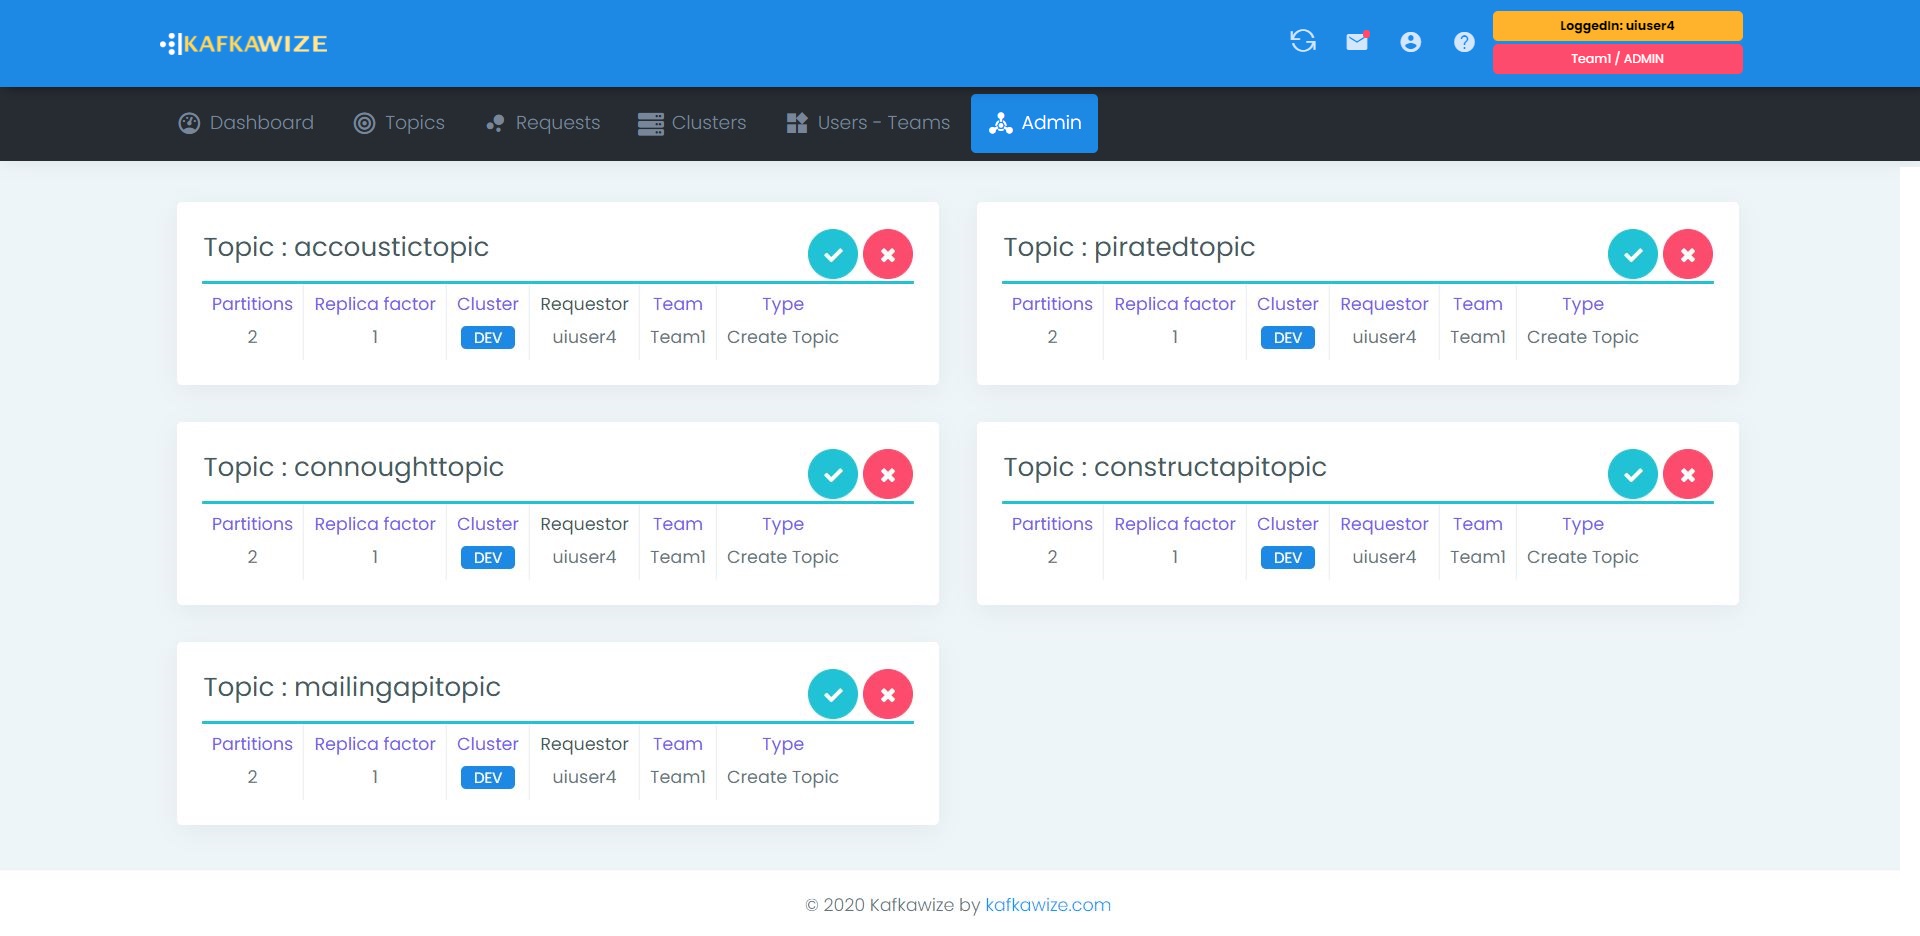 KAFKAWIZE
LoggedIn: uiuser4
Team1 / ADMIN
Dashboard Topics Requests Clusters Users - Teams Admin
Topic : accoustictopic
Partitions Replica factor Cluster Requestor Team Type
2 1 DEV uiuser4 Team1 Create Topic
Topic : piratedtopic
Partitions Replica factor Cluster Requestor Team Type
2 1 DEV uiuser4 Team1 Create Topic
Topic : connoughttopic
Partitions Replica factor Cluster Requestor Team Type
2 1 DEV uiuser4 Team1 Create Topic
Topic : constructapitopic
Partitions Replica factor Cluster Requestor Team Type
2 1 DEV uiuser4 Team1 Create Topic
Topic : mailingapitopic
Partitions Replica factor Cluster Requestor Team Type
2 1 DEV uiuser4 Team1 Create Topic
© 2020 Kafkawize by kafkawize.com